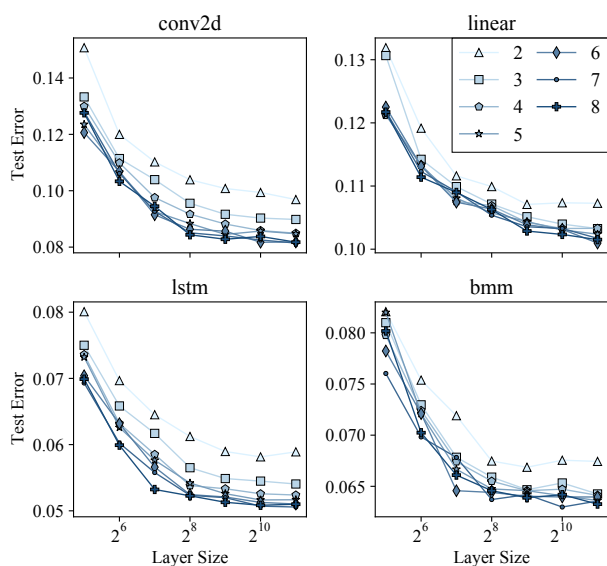 conv2d
linear
Test Error
0.14
0.12
0.10
0.08
0.13
0.12
0.11
0.10
2 6
3 7
4 8
5
lstm
bmm
Test Error
0.08
0.07
0.06
0.05
0.080
0.075
0.070
0.065
2^6 2^8 2^10
2^6 2^8 2^10
Layer Size
Layer Size